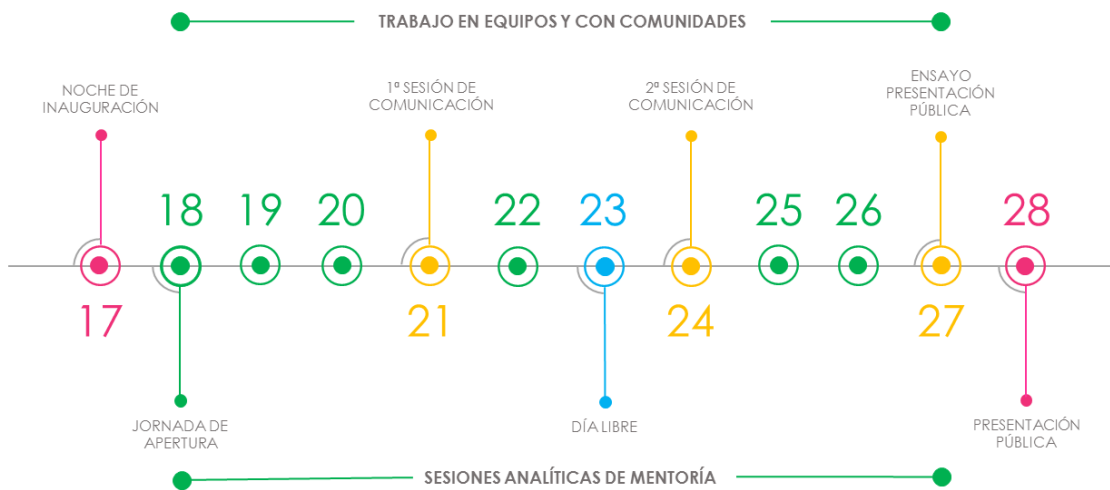 TRABAJO EN EQUIPOS Y CON COMUNIDADES
NOCHE DE
INAUGURACIÓN
1ª SESIÓN DE
COMUNICACIÓN
2ª SESIÓN DE
COMUNICACIÓN
ENSAYO
PRESENTACIÓN
PÚBLICA
18
19
20
22
23
25
26
28
17
21
24
27
JORNADA DE
APERTURA
DÍA LIBRE
PRESENTACIÓN
PÚBLICA
SESIONES ANALÍTICAS DE MENTORÍA